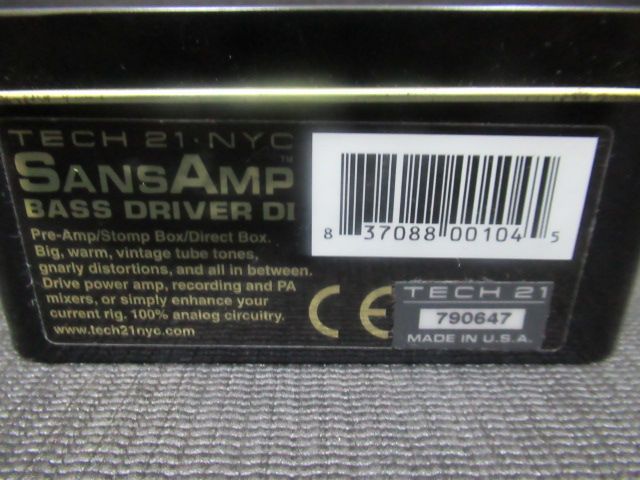 TECH 21·NYC
SANSAMP™
BASS DRIVER DI
Pre-Amp/Stomp Box/Direct Box.
Big, warm, vintage tube tones,
gnarly distortions, and all in between.
Drive power amp, recording and PA
mixers, or simply enhance your
current rig. 100% analog circuitry.
www.tech21nyc.com
8 37088 00104 5
CE
TECH 21
790647
MADE IN U.S.A.